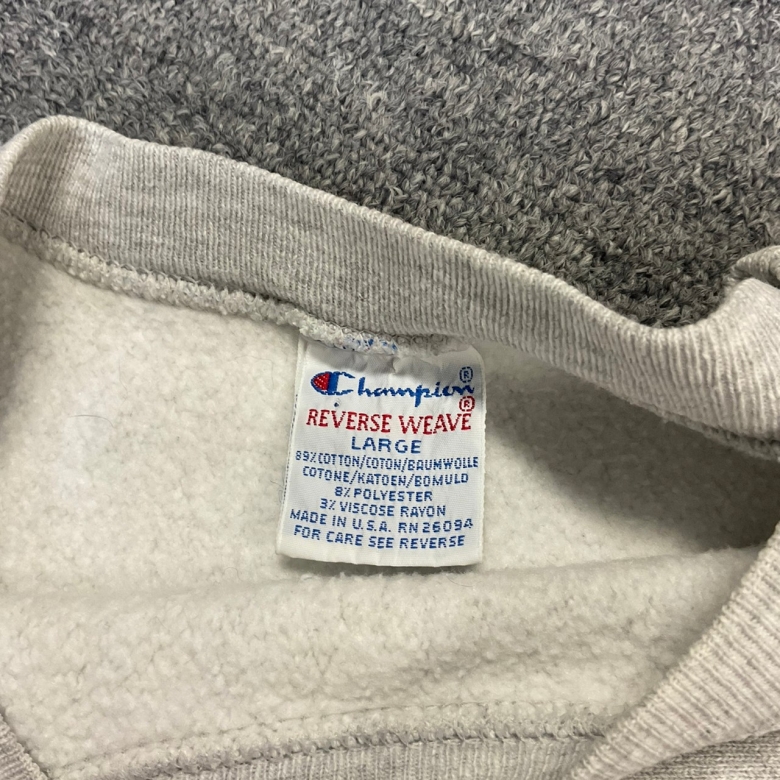 Champion®
REVERSE WEAVE®
LARGE
89% COTTON/COTON/BAUMWOLLE
COTONE/KATOEN/BOMULD
8% POLYESTER
3% VISCOSE RAYON
MADE IN U.S.A. RN 26094
FOR CARE SEE REVERSE